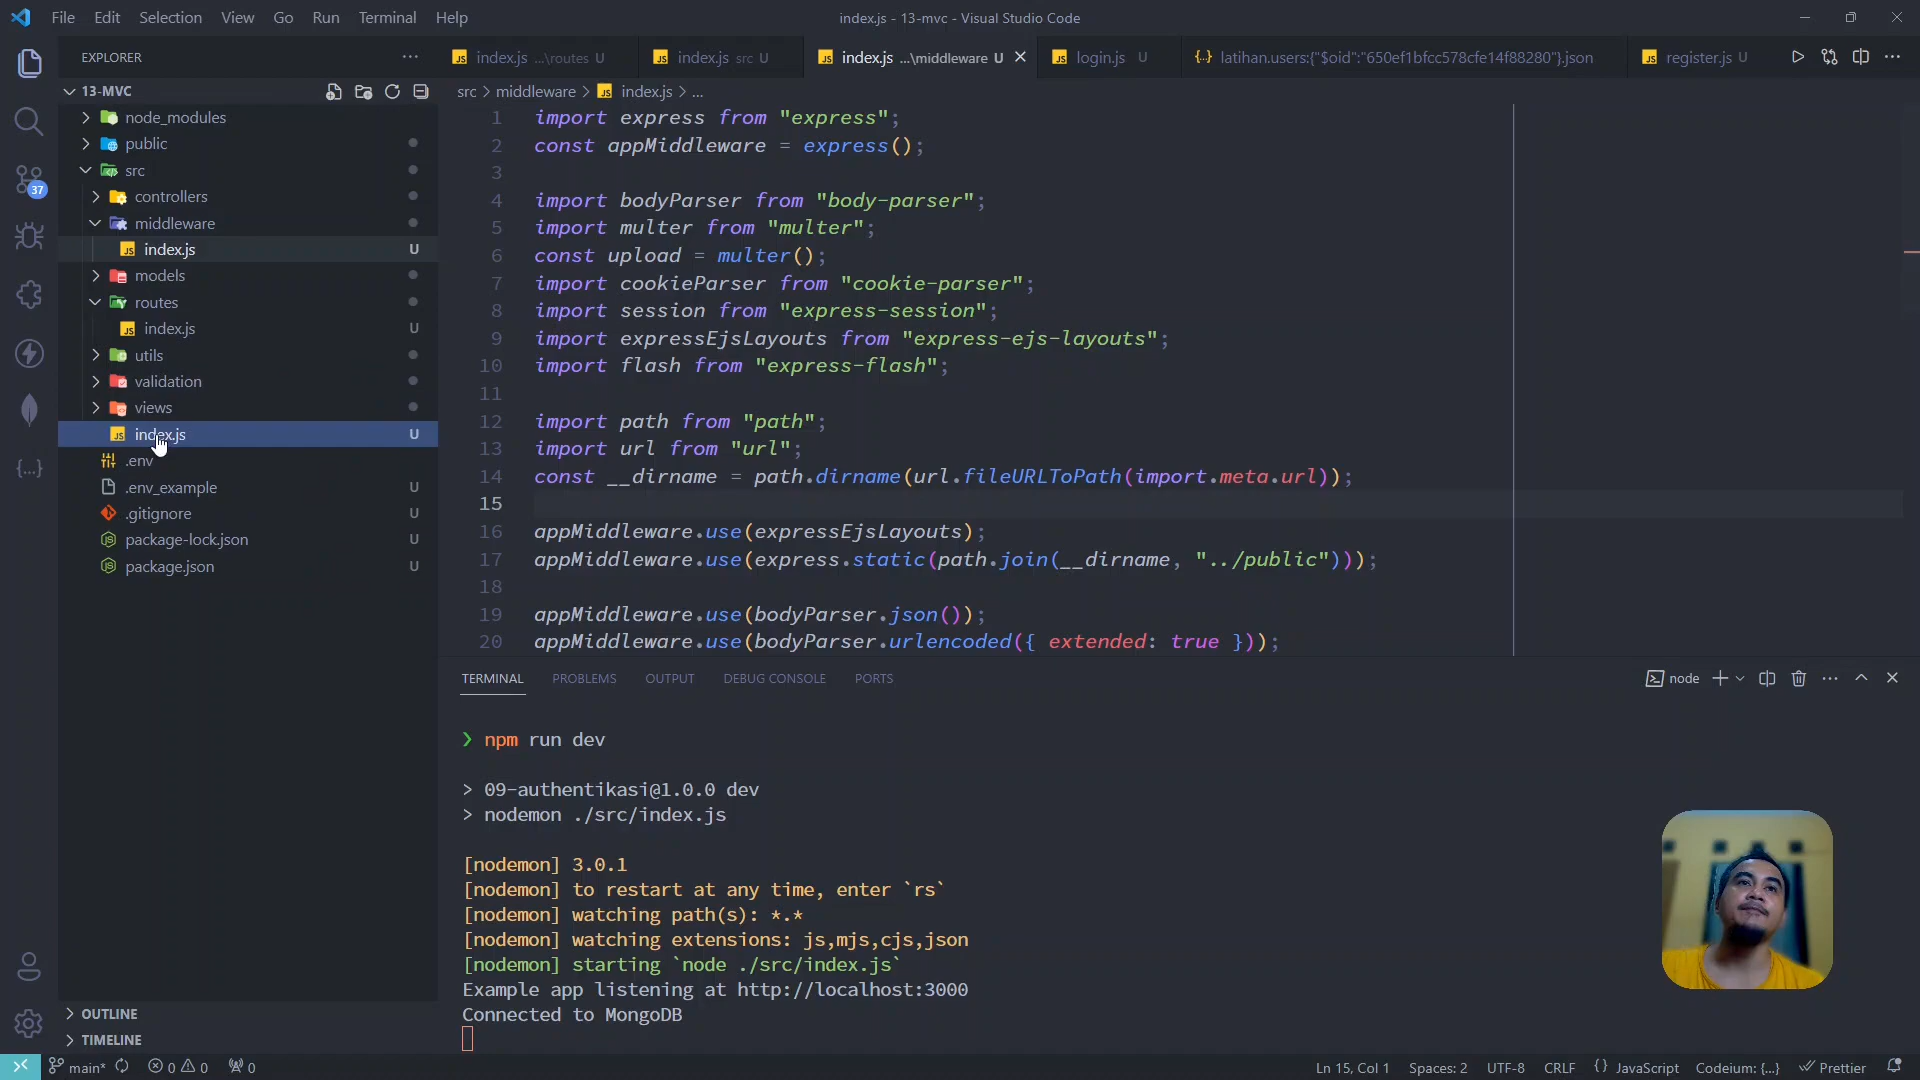 File Edit Selection View Go Run Terminal Help
index.js - 13-mvc - Visual Studio Code
EXPLORER
index.js ...\routes U
index.js src U
index.js ...\middleware U
login.js U
latihan.users:{"$oid":"650ef1bfcc578cfe14f88280"}.json
register.js U
13-MVC
src > middleware > index.js > ...
node_modules
public
src
controllers
middleware
index.js U
models
routes
index.js U
utils
validation
views
index.js U
.env
.env_example U
.gitignore U
package-lock.json U
package.json U
OUTLINE
TIMELINE
37
1 import express from "express";
2 const appMiddleware = express();
3
4 import bodyParser from "body-parser";
5 import multer from "multer";
6 const upload = multer();
7 import cookieParser from "cookie-parser";
8 import session from "express-session";
9 import expressEjsLayouts from "express-ejs-layouts";
10 import flash from "express-flash";
11
12 import path from "path";
13 import url from "url";
14 const __dirname = path.dirname(url.fileURLToPath(import.meta.url));
15
16 appMiddleware.use(expressEjsLayouts);
17 appMiddleware.use(express.static(path.join(__dirname, "../public")));
18
19 appMiddleware.use(bodyParser.json());
20 appMiddleware.use(bodyParser.urlencoded({ extended: true }));
TERMINAL PROBLEMS OUTPUT DEBUG CONSOLE PORTS
node
❯ npm run dev
> 09-authentikasi@1.0.0 dev
> nodemon ./src/index.js
[nodemon] 3.0.1
[nodemon] to restart at any time, enter `rs`
[nodemon] watching path(s): *.*
[nodemon] watching extensions: js,mjs,cjs,json
[nodemon] starting `node ./src/index.js`
Example app listening at http://localhost:3000
Connected to MongoDB
main* 0 0 0
Ln 15, Col 1 Spaces: 2 UTF-8 CRLF {} JavaScript Codeium: {...} Prettier